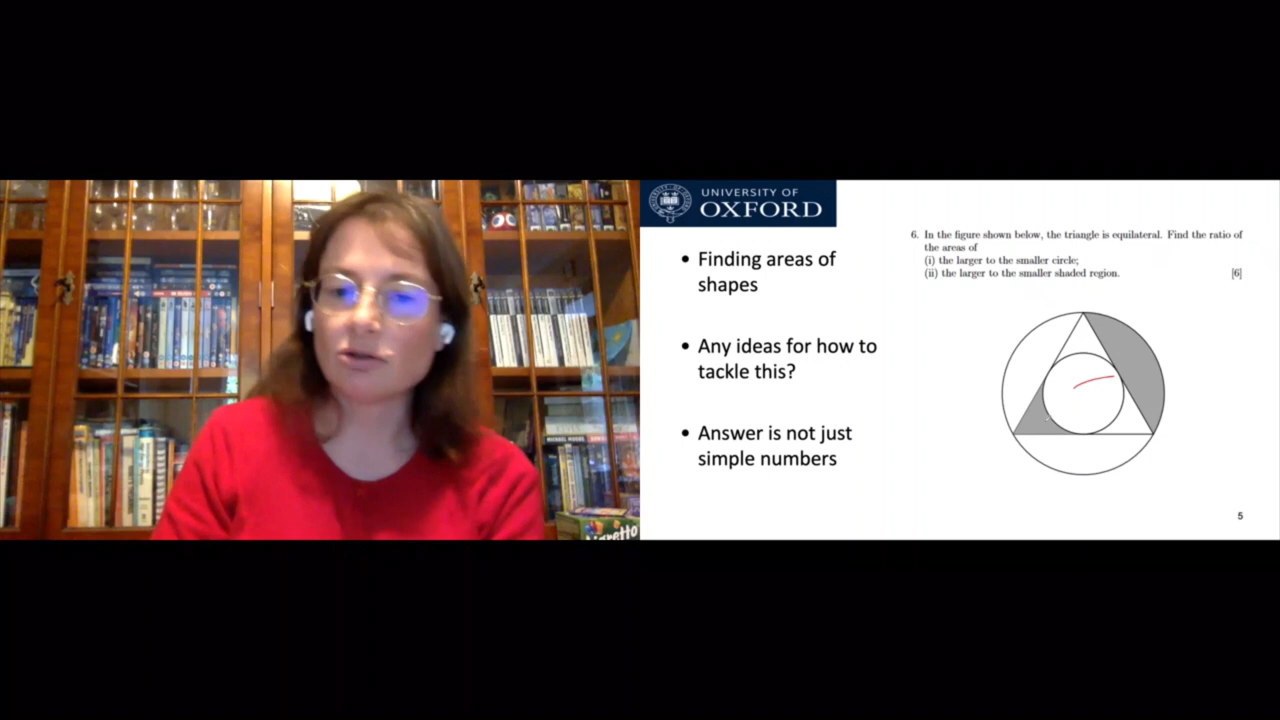 UNIVERSITY OF
OXFORD
• Finding areas of
shapes
• Any ideas for how to
tackle this?
• Answer is not just
simple numbers
6. In the figure shown below, the triangle is equilateral. Find the ratio of
the areas of
(i) the larger to the smaller circle;
(ii) the larger to the smaller shaded region. [6]
5